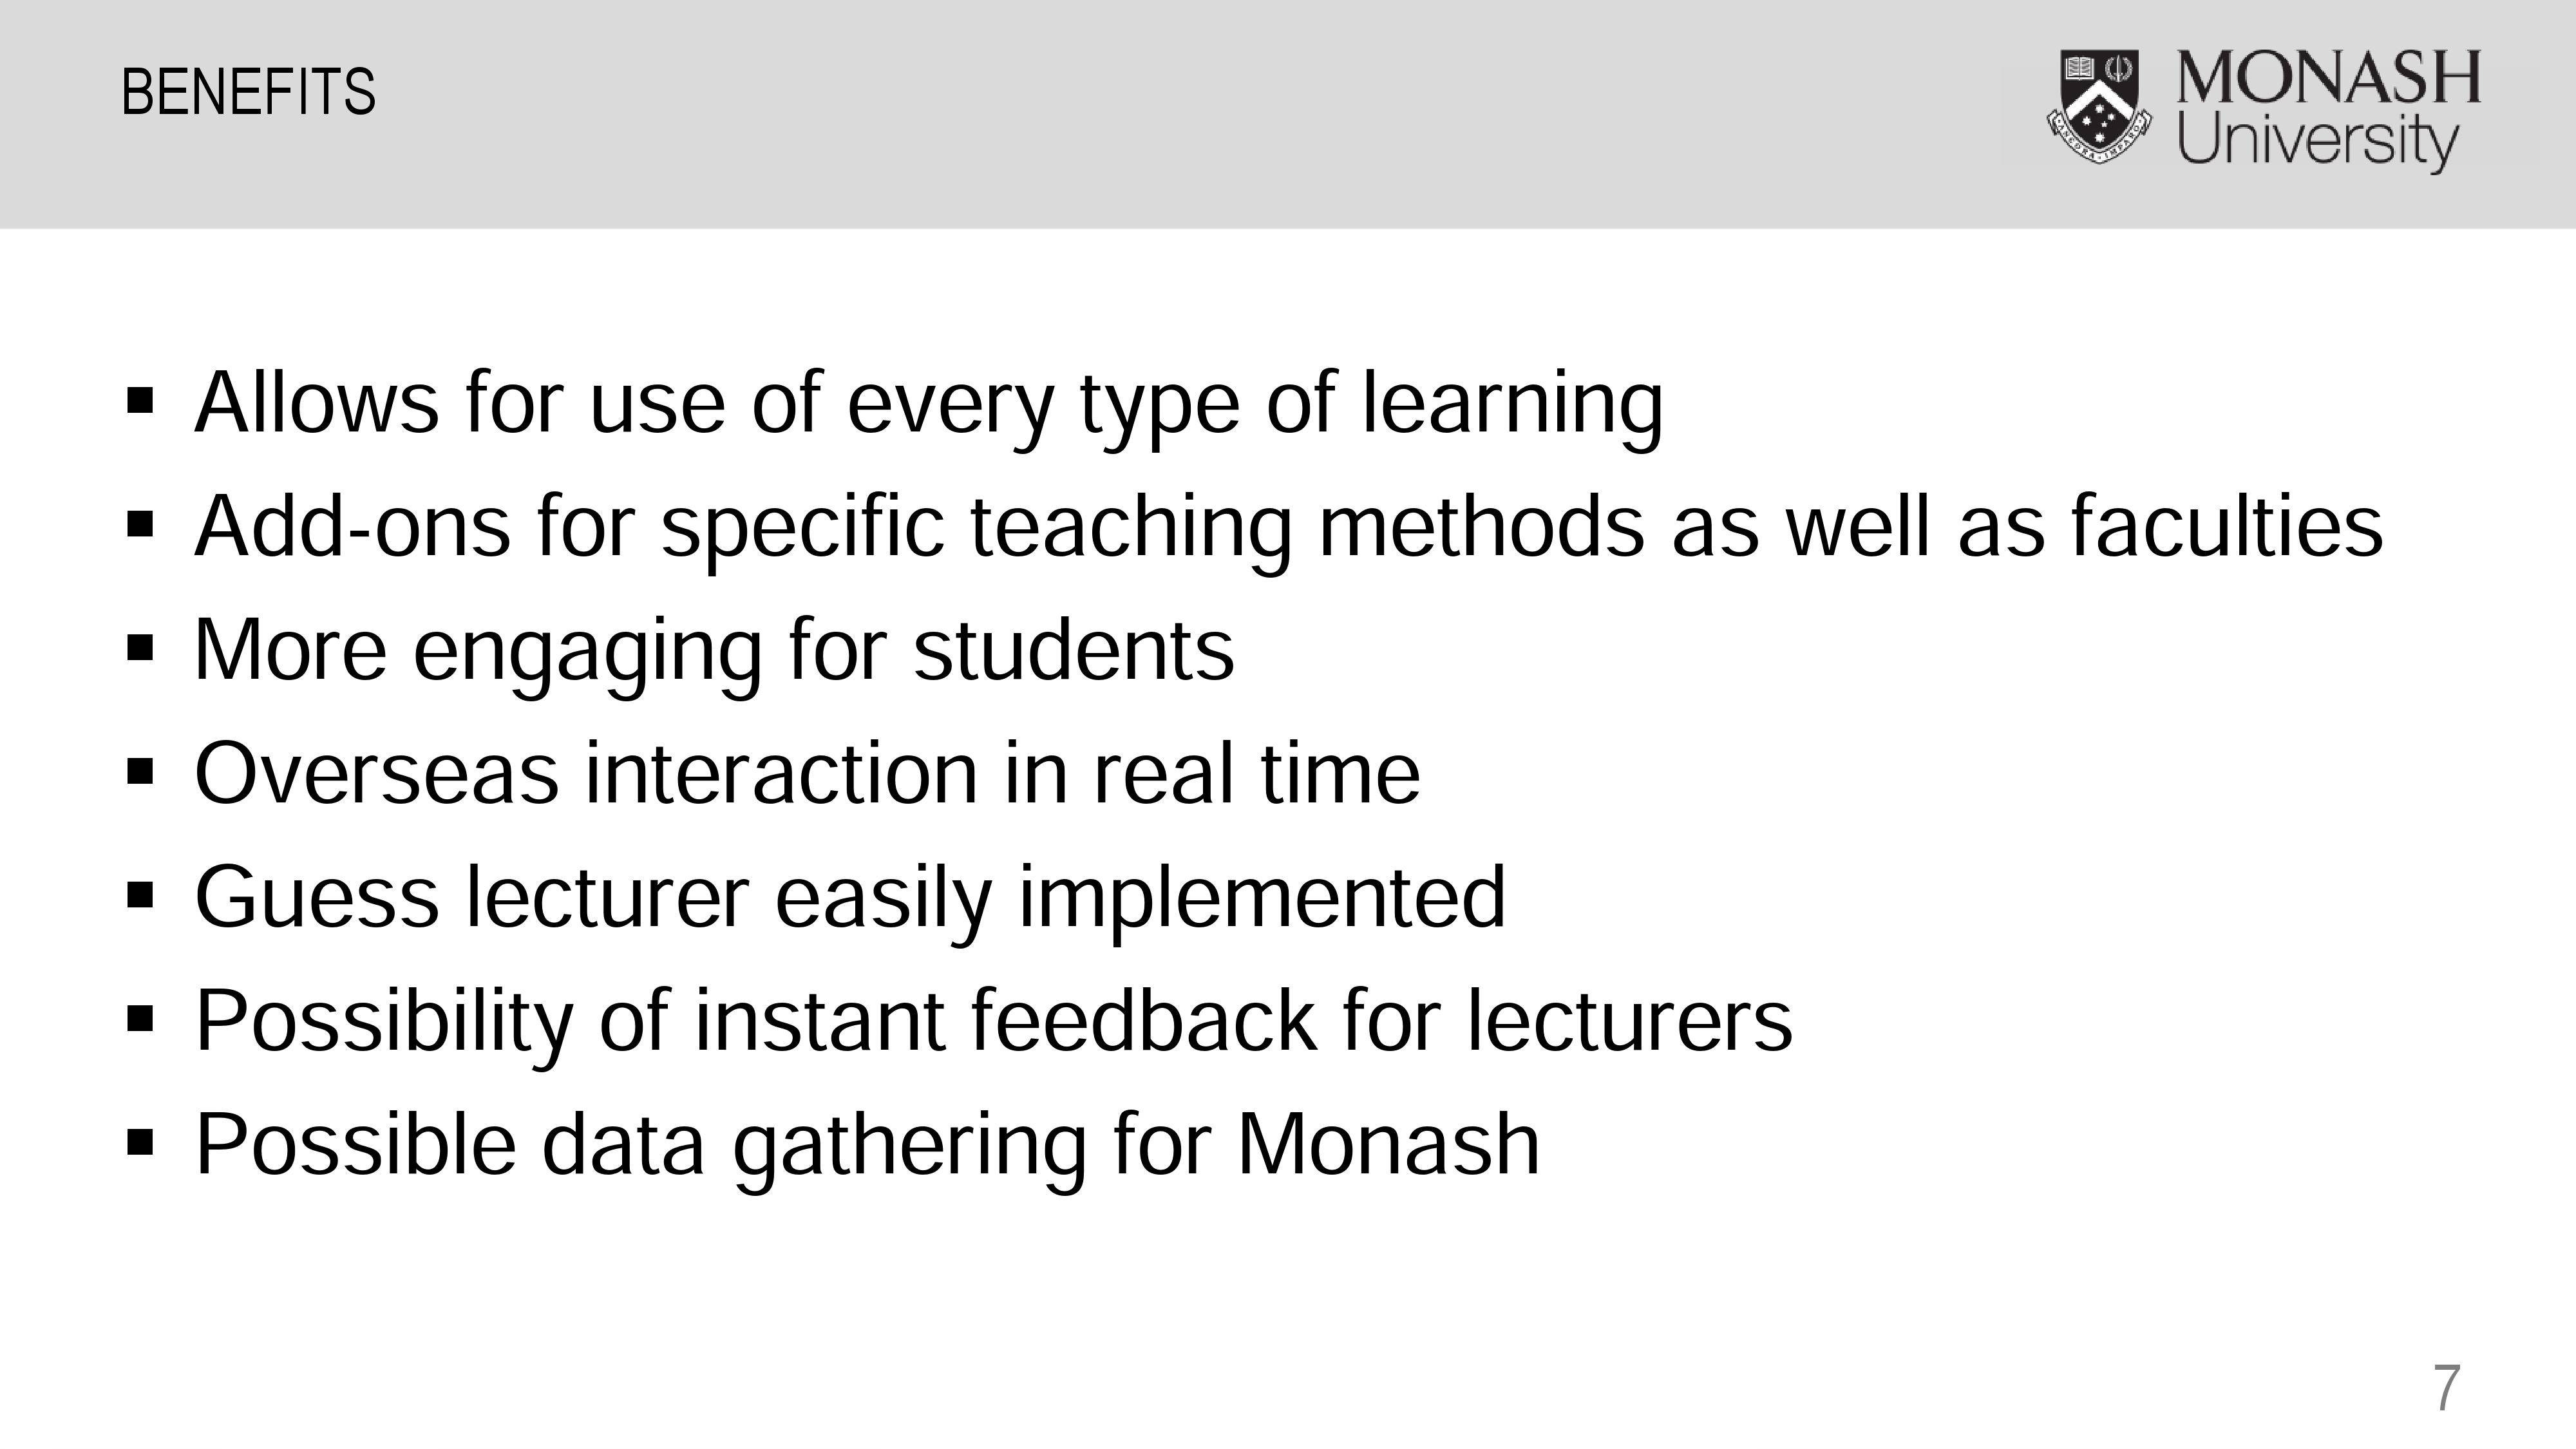 BENEFITS
MONASH
University
ANCORA IMPARO
▪ Allows for use of every type of learning
▪ Add-ons for specific teaching methods as well as faculties
▪ More engaging for students
▪ Overseas interaction in real time
▪ Guess lecturer easily implemented
▪ Possibility of instant feedback for lecturers
▪ Possible data gathering for Monash
7